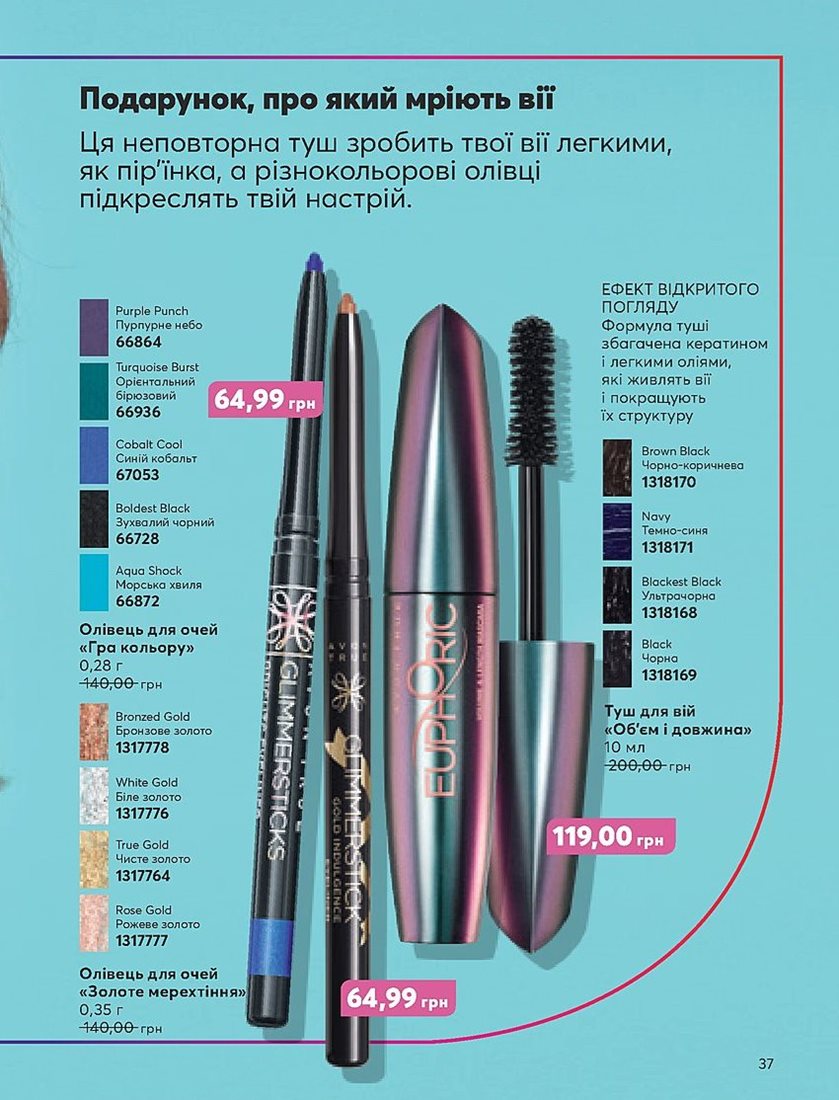 Подарунок, про який мріють вії
Ця неповторна туш зробить твої вії легкими,
як пір’їнка, а різнокольорові олівці
підкреслять твій настрій.
Purple Punch
Пурпурне небо
66864
Turquoise Burst
Орієнтальний
бірюзовий
66936
64,99 грн
Cobalt Cool
Синій кобальт
67053
Boldest Black
Зухвалий чорний
66728
Aqua Shock
Морська хвиля
66872
Олівець для очей
«Гра кольору»
0,28 г
140,00 грн
Bronzed Gold
Бронзове золото
1317778
White Gold
Біле золото
1317776
True Gold
Чисте золото
1317764
Rose Gold
Рожеве золото
1317777
Олівець для очей
«Золоте мерехтіння»
0,35 г
140,00 грн
64,99 грн
GLIMMERSTICKS
AVON
TRUE
GLIMMERSTICK
GOLD INDULGENCE
EUPHORIC
ЕФЕКТ ВІДКРИТОГО
ПОГЛЯДУ
Формула туші
збагачена кератином
і легкими оліями,
які живлять вії
і покращують
їх структуру
Brown Black
Чорно-коричнева
1318170
Navy
Темно-синя
1318171
Blackest Black
Ультрачорна
1318168
Black
Чорна
1318169
Туш для вій
«Об’єм і довжина»
10 мл
200,00 грн
119,00 грн
37